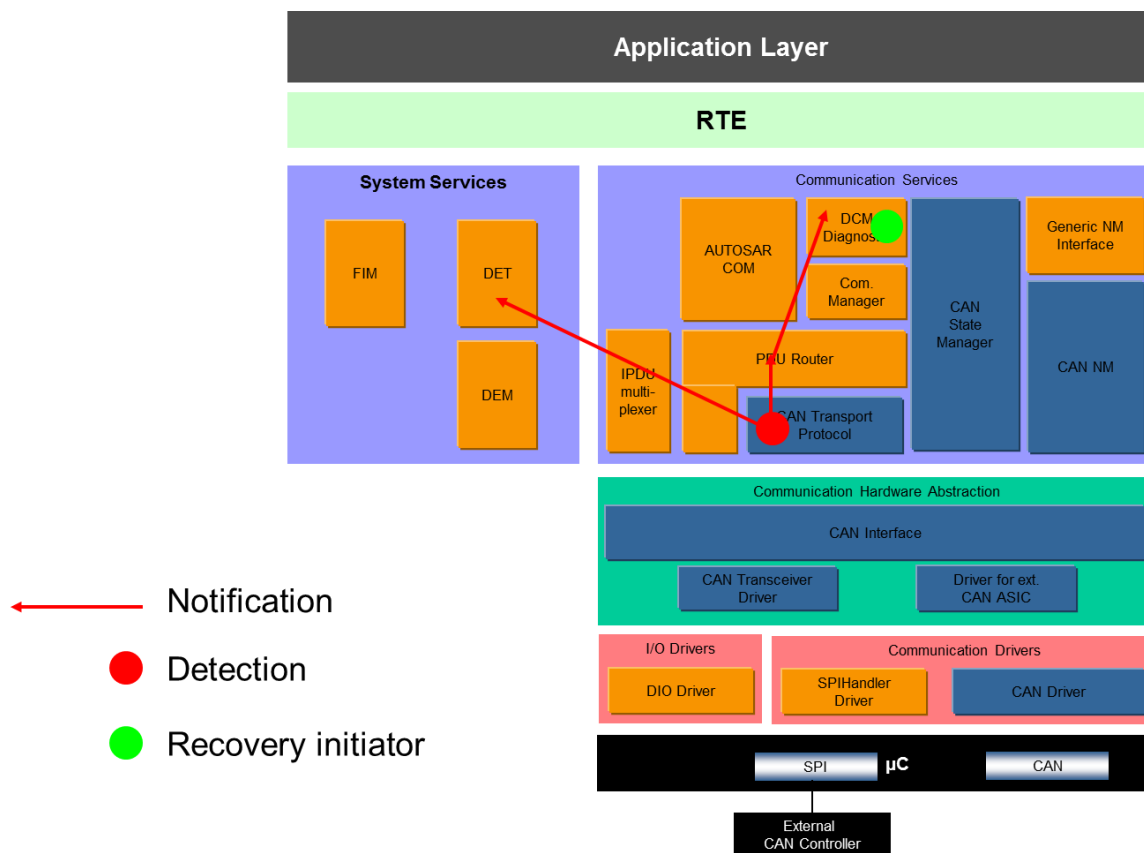 Application Layer
RTE
System Services
FIM
DET
DEM
Communication Services
AUTOSAR
COM
DCM
Com.
Manager
CAN
State
Manager
Generic NM
Interface
CAN NM
IPDU
multi-
plexer
Router
CAN Transport
Protocol
Communication Hardware Abstraction
CAN Interface
CAN Transceiver
Driver
Driver for ext.
CAN ASIC
I/O Drivers
DIO Driver
Communication Drivers
SPIHandler
Driver
CAN Driver
SPI
µC
CAN
External
CAN Controller
Notification
Detection
Recovery initiator